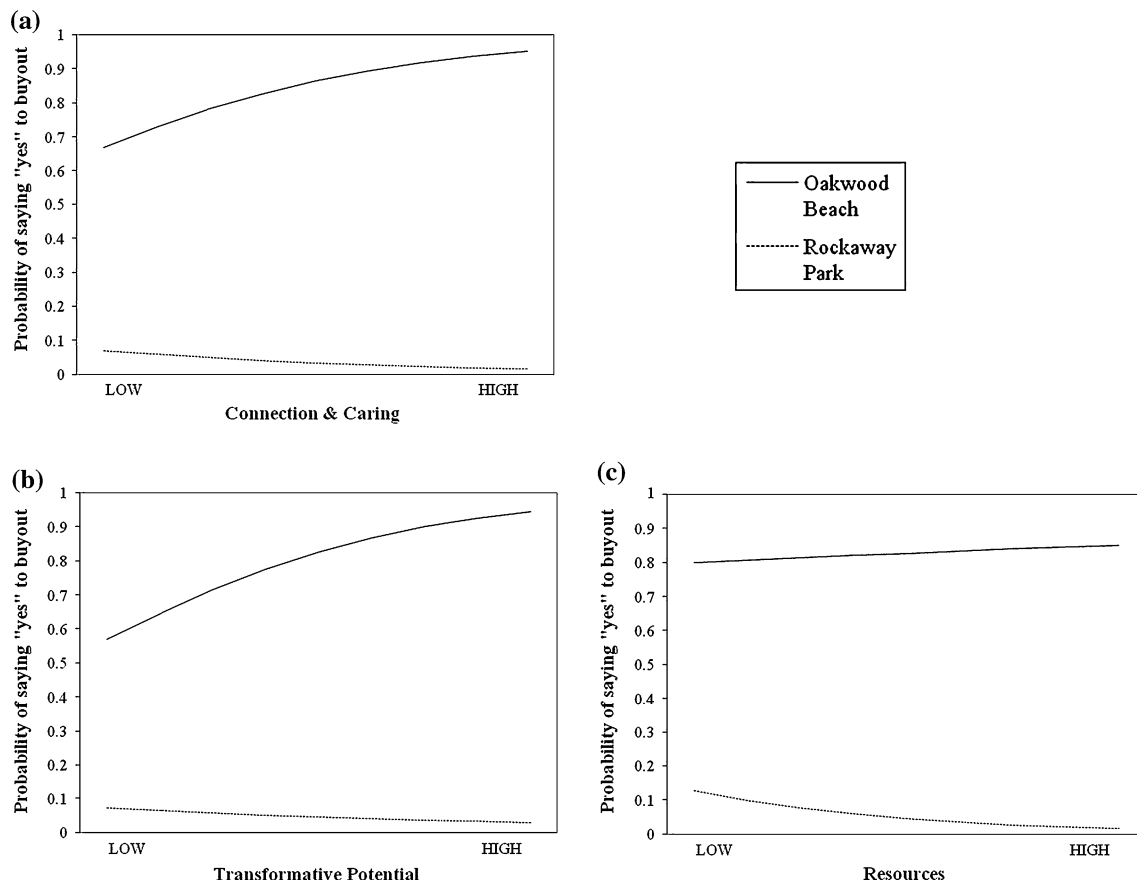 (a)
Probability of saying "yes" to buyout
1
0.9
0.8
0.7
0.6
0.5
0.4
0.3
0.2
0.1
0
LOW
HIGH
Connection & Caring
Oakwood
Beach
Rockaway
Park
(b)
Probability of saying "yes" to buyout
1
0.9
0.8
0.7
0.6
0.5
0.4
0.3
0.2
0.1
0
LOW
HIGH
Transformative Potential
(c)
Probability of saying "yes" to buyout
1
0.9
0.8
0.7
0.6
0.5
0.4
0.3
0.2
0.1
0
LOW
HIGH
Resources